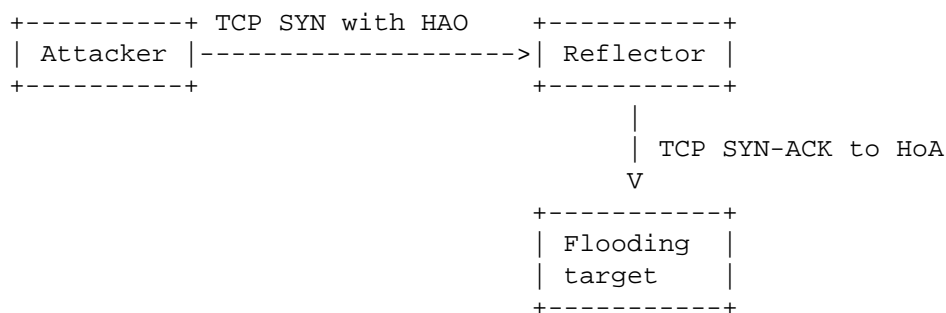 +----------+ TCP SYN with HAO    +-----------+
| Attacker |-------------------->| Reflector |
+----------+                     +-----------+
                                       |
                                       | TCP SYN-ACK to HoA
                                       V
                                 +-----------+
                                 | Flooding  |
                                 | target    |
                                 +-----------+